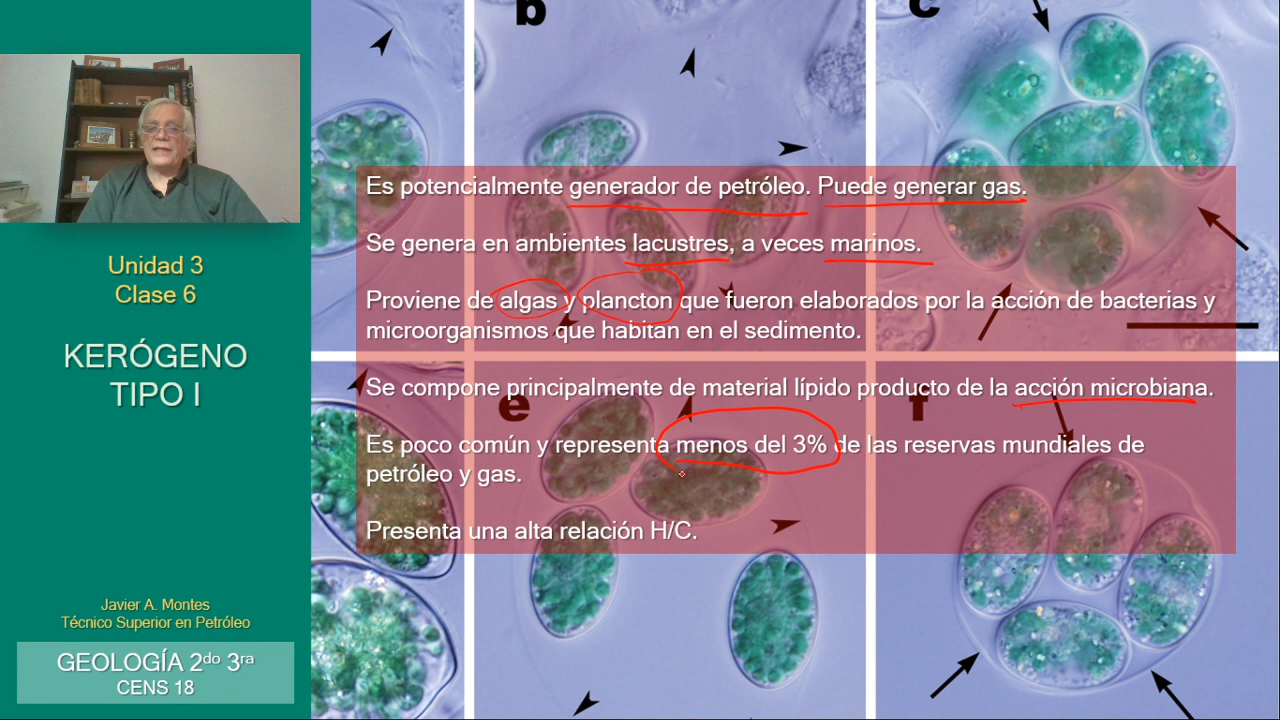 b
c
Es potencialmente generador de petróleo. Puede generar gas.
Se genera en ambientes lacustres, a veces marinos.
Proviene de algas y plancton que fueron elaborados por la acción de bacterias y
microorganismos que habitan en el sedimento.
Se compone principalmente de material lípido producto de la acción microbiana.
e
f
Es poco común y representa menos del 3% de las reservas mundiales de
petróleo y gas.
Presenta una alta relación H/C.
Unidad 3
Clase 6
KERÓGENO
TIPO I
Javier A. Montes
Técnico Superior en Petróleo
GEOLOGÍA 2do 3ra
CENS 18